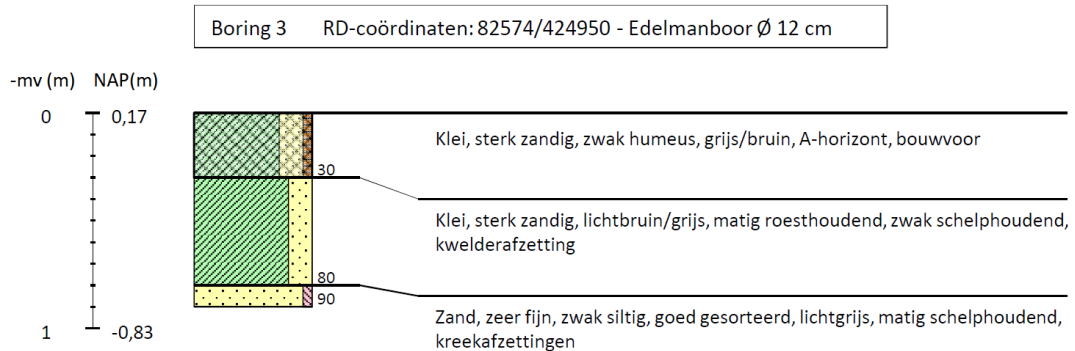 Boring 3 RD-coördinaten: 82574/424950 - Edelmanboor Ø 12 cm
-mv (m) NAP(m)
0 0,17
Klei, sterk zandig, zwak humeus, grijs/bruin, A-horizont, bouwvoor
30
Klei, sterk zandig, lichtbruin/grijs, matig roesthoudend, zwak schelphoudend,
kwelderafzetting
80
90
Zand, zeer fijn, zwak siltig, goed gesorteerd, lichtgrijs, matig schelphoudend,
kreekafzettingen
1 -0,83